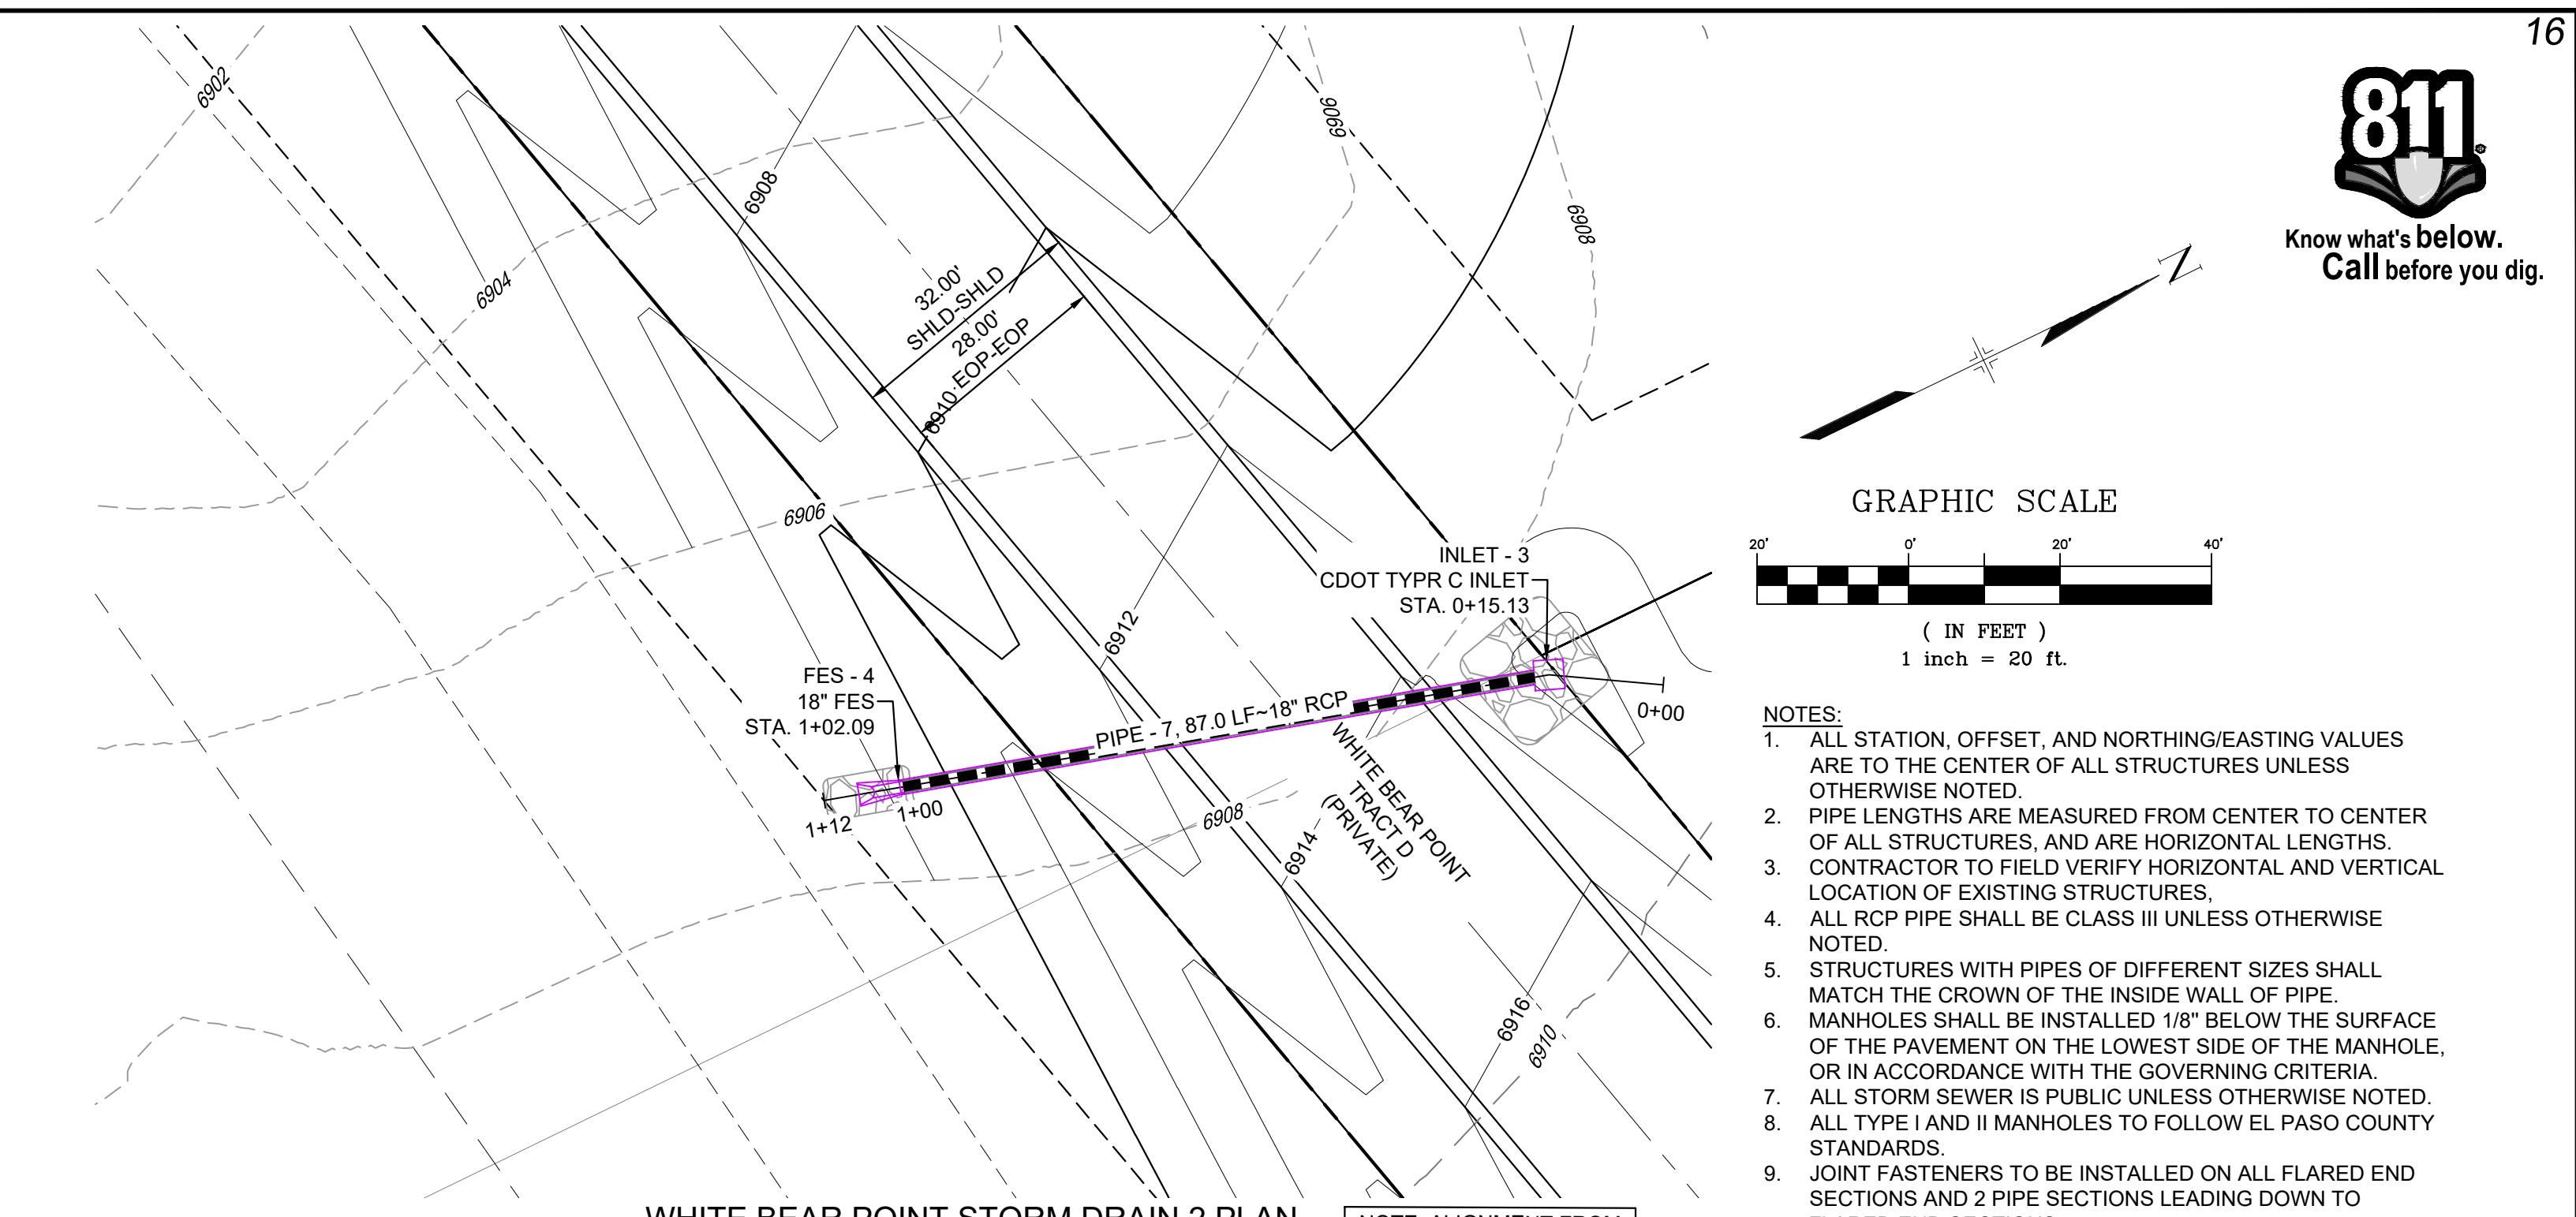 16
811
Know what's below.
Call before you dig.
N
GRAPHIC SCALE
20' 0' 20' 40'
( IN FEET )
1 inch = 20 ft.
6902
6904
6906
6908
6906
6908
6908
6910
6912
6914
6916
6910
32.00'
SHLD-SHLD
28.00'
EOP-EOP
INLET - 3
CDOT TYPR C INLET
STA. 0+15.13
FES - 4
18" FES
STA. 1+02.09
PIPE - 7, 87.0 LF~18" RCP
0+00
1+00
1+12
WHITE BEAR POINT
TRACT D
(PRIVATE)
NOTES:
1. ALL STATION, OFFSET, AND NORTHING/EASTING VALUES
ARE TO THE CENTER OF ALL STRUCTURES UNLESS
OTHERWISE NOTED.
2. PIPE LENGTHS ARE MEASURED FROM CENTER TO CENTER
OF ALL STRUCTURES, AND ARE HORIZONTAL LENGTHS.
3. CONTRACTOR TO FIELD VERIFY HORIZONTAL AND VERTICAL
LOCATION OF EXISTING STRUCTURES,
4. ALL RCP PIPE SHALL BE CLASS III UNLESS OTHERWISE
NOTED.
5. STRUCTURES WITH PIPES OF DIFFERENT SIZES SHALL
MATCH THE CROWN OF THE INSIDE WALL OF PIPE.
6. MANHOLES SHALL BE INSTALLED 1/8" BELOW THE SURFACE
OF THE PAVEMENT ON THE LOWEST SIDE OF THE MANHOLE,
OR IN ACCORDANCE WITH THE GOVERNING CRITERIA.
7. ALL STORM SEWER IS PUBLIC UNLESS OTHERWISE NOTED.
8. ALL TYPE I AND II MANHOLES TO FOLLOW EL PASO COUNTY
STANDARDS.
9. JOINT FASTENERS TO BE INSTALLED ON ALL FLARED END
SECTIONS AND 2 PIPE SECTIONS LEADING DOWN TO
WHITE BEAR POINT STORM DRAIN 2 PLAN